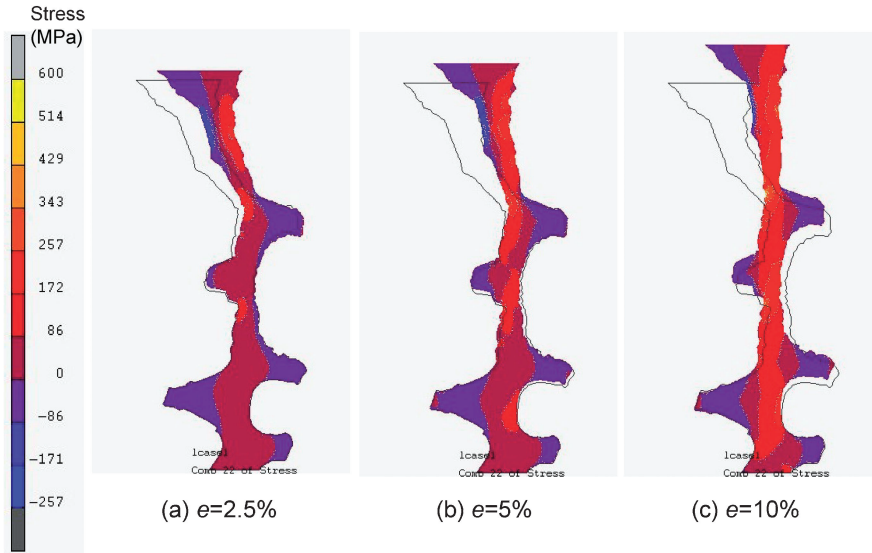 Stress
(MPa)
600
514
429
343
257
172
86
0
-86
-171
-257
lcase1
Comb 22 of Stress
lcase1
Comb 22 of Stress
lcase1
Comb 22 of Stress
(a) e=2.5%
(b) e=5%
(c) e=10%